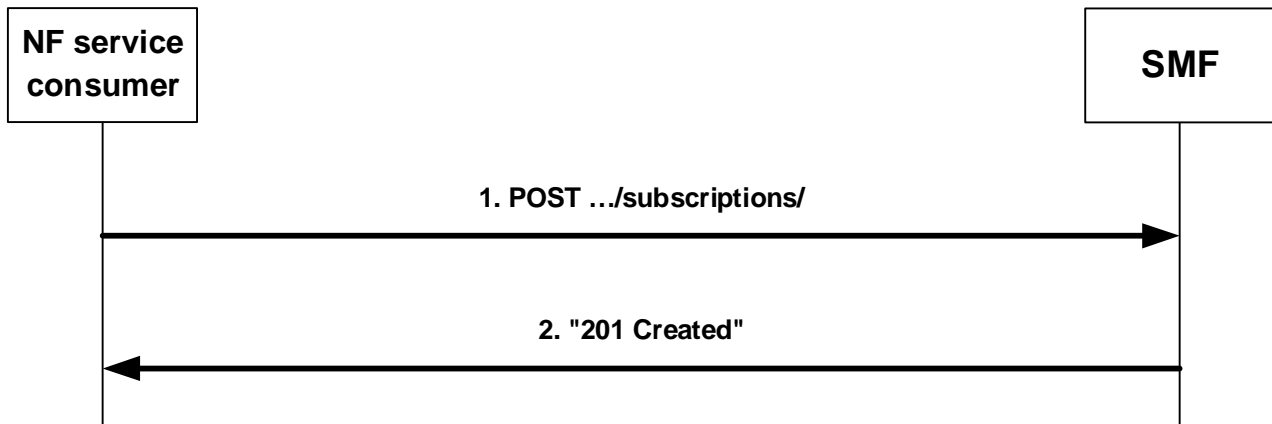 NF service
consumer
SMF
1. POST …/subscriptions/
2. "201 Created"